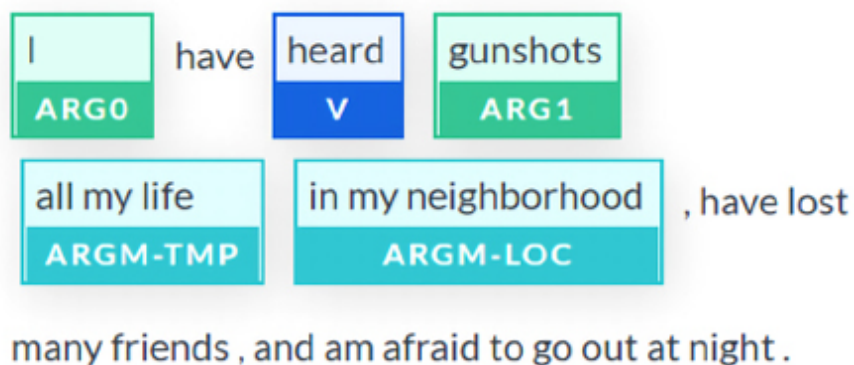 I have heard gunshots
ARG0 V ARG1
all my life in my neighborhood , have lost
ARGM-TMP ARGM-LOC
many friends , and am afraid to go out at night .